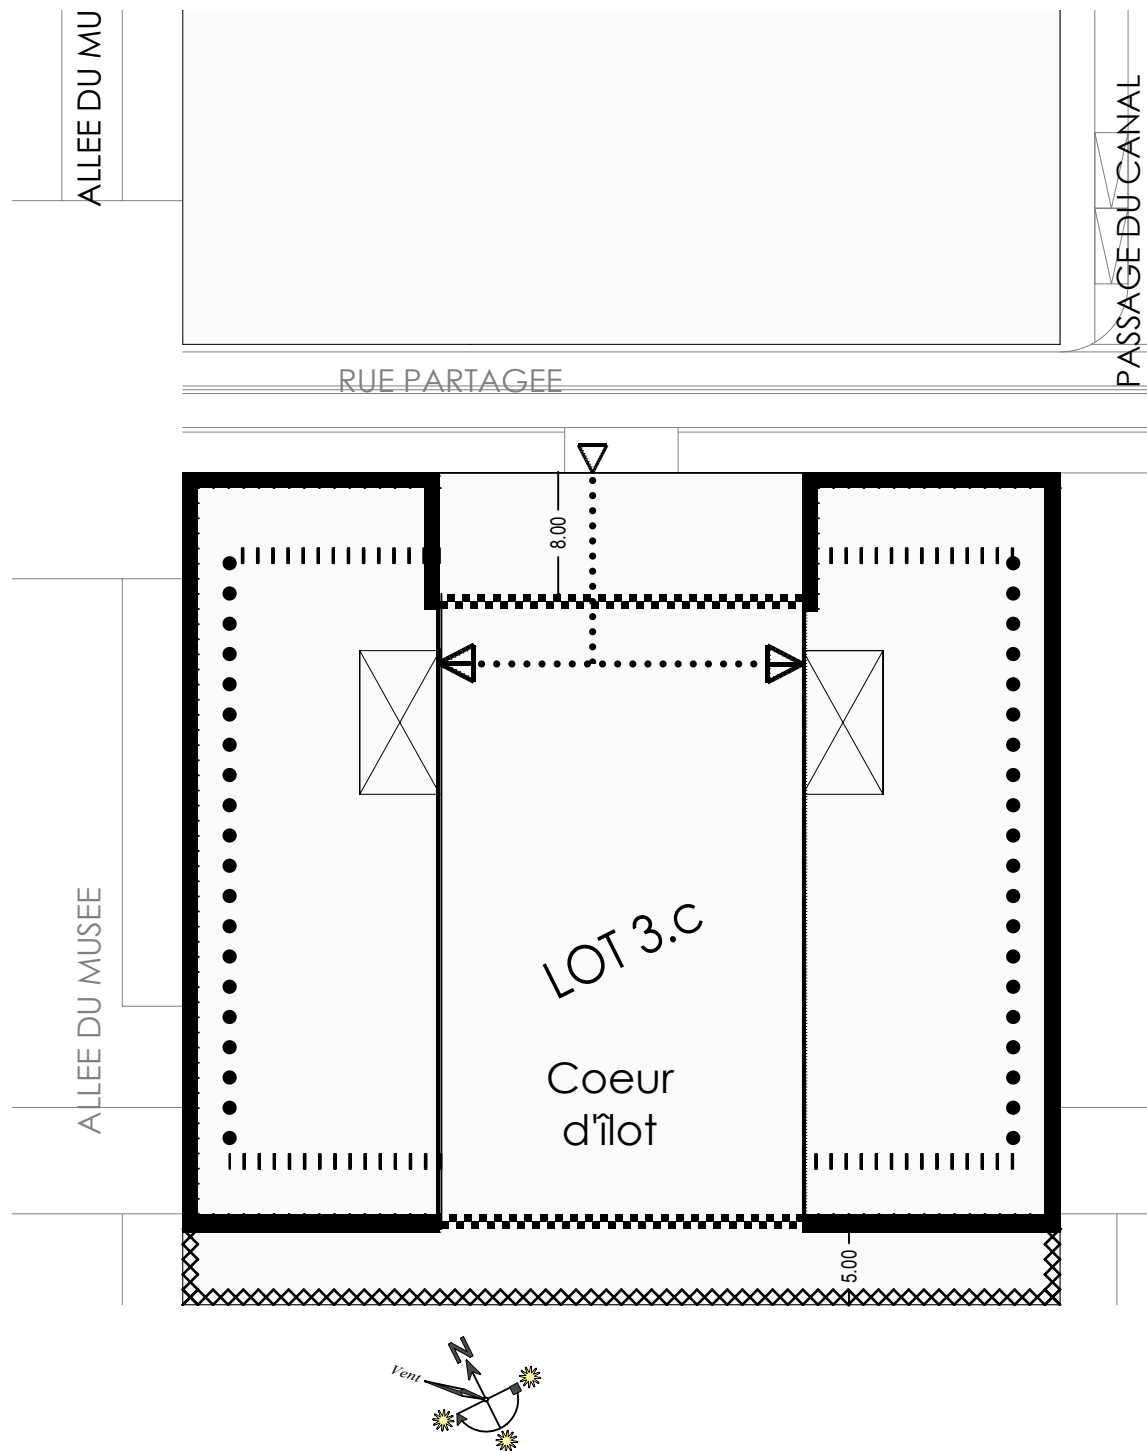 ALLEE DU MU
PASSAGE DU CANAL
RUE PARTAGEE
8.00
LOT 3.c
Coeur
d'îlot
ALLEE DU MUSEE
5.00
N
Vent